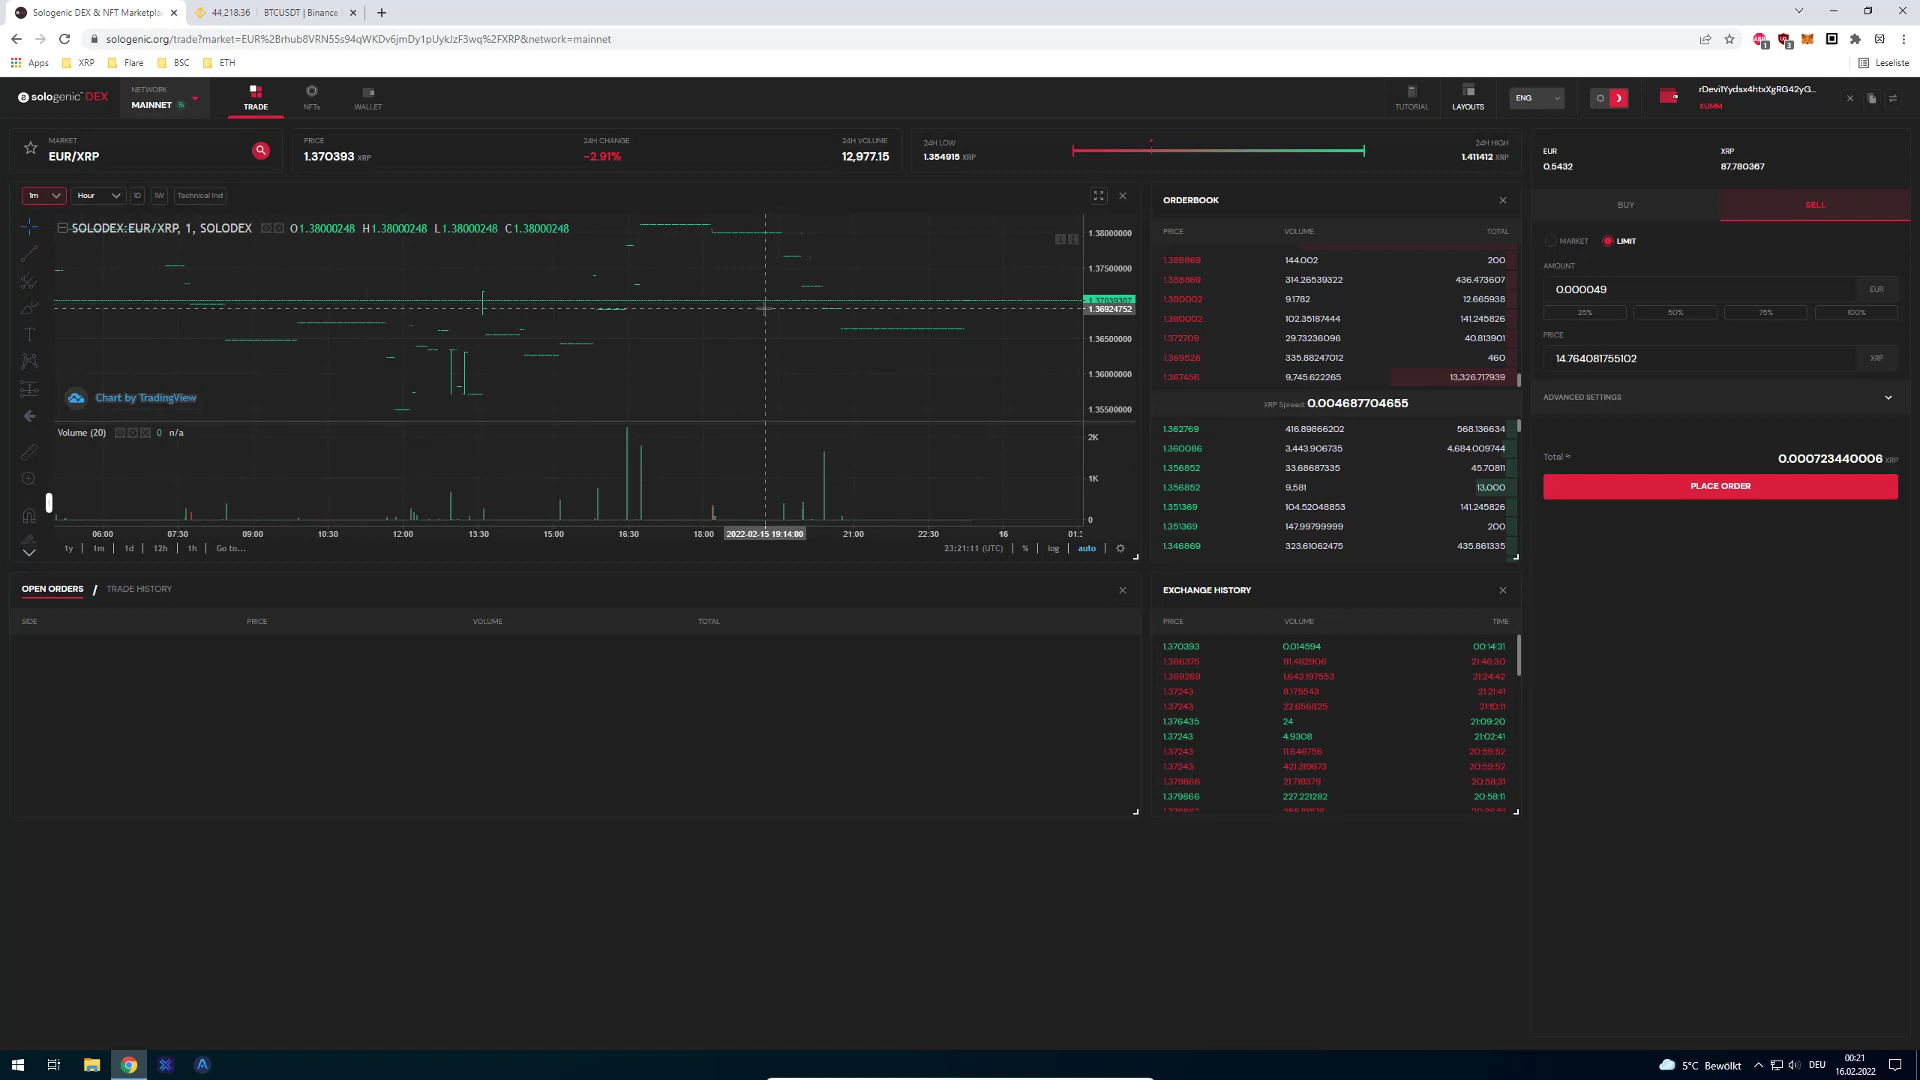 Sologenic DEX & NFT Marketpla
44,218.36 BTCUSDT | Binance
sologenic.org/trade?market=EUR%2Brhub8VRN55s94qWKDv6jmDy1pUykJzF3wq%2FXRP&network=mainnet
Apps XRP Flare BSC ETH Leseliste
sologenic DEX
NETWORK
MAINNET
TRADE
NFTs
WALLET
TUTORIAL
LAYOUTS
ENG
rDevi1Yydsx4htxXgRG42yG...
XUMM
MARKET
EUR/XRP
PRICE
1.370393 XRP
24H CHANGE
-2.91%
24H VOLUME
12,977.15
24H LOW
1.354915 XRP
24H HIGH
1.411412 XRP
EUR
0.5432
XRP
87.780367
1m Hour 1D 1W Technical Ind
SOLODEX:EUR/XRP, 1, SOLODEX O1.38000248 H1.38000248 L1.38000248 C1.38000248
1.38000000
1.37500000
1.37039307
1.36924752
1.36500000
1.36000000
1.35500000
Chart by TradingView
Volume (20) 0 n/a
2K
1K
0
06:00 07:30 09:00 10:30 12:00 13:30 15:00 16:30 18:00 2022-02-15 19:14:00 21:00 22:30 16 01:3
1y 1m 1d 12h 1h Go to... 23:21:11 (UTC) % log auto
ORDERBOOK
PRICE VOLUME TOTAL
1.388869 144.002 200
1.388869 314.26539322 436.473607
1.380002 9.1782 12.665938
1.380002 102.35187444 141.245826
1.372709 29.73236096 40.813901
1.369526 335.88247012 460
1.367456 9,745.622265 13,326.717939
XRP Spread: 0.004687704655
1.362769 416.89866202 568.136634
1.360086 3,443.906735 4,684.009744
1.356852 33.68687335 45.70811
1.356852 9,581 13,000
1.351369 104.52048853 141.245826
1.351369 147.99799999 200
1.346869 323.61062475 435.861335
BUY
SELL
MARKET
LIMIT
AMOUNT
0.000049 EUR
25% 50% 75% 100%
PRICE
14.764081755102 XRP
ADVANCED SETTINGS
Total ≈ 0.000723440006 XRP
PLACE ORDER
OPEN ORDERS / TRADE HISTORY
SIDE PRICE VOLUME TOTAL
EXCHANGE HISTORY
PRICE VOLUME TIME
1.370393 0.014594 00:14:31
1.366375 91.482906 21:46:30
1.369269 1,643.197553 21:24:42
1.37243 8.175543 21:21:41
1.37243 22.656825 21:10:11
1.376435 24 21:09:20
1.37243 4.9308 21:02:41
1.37243 11.646756 20:59:52
1.37243 421.319673 20:59:52
1.379866 21.719379 20:58:31
1.379866 227.221282 20:58:11
5°C Bewölkt
DEU
00:21
16.02.2022